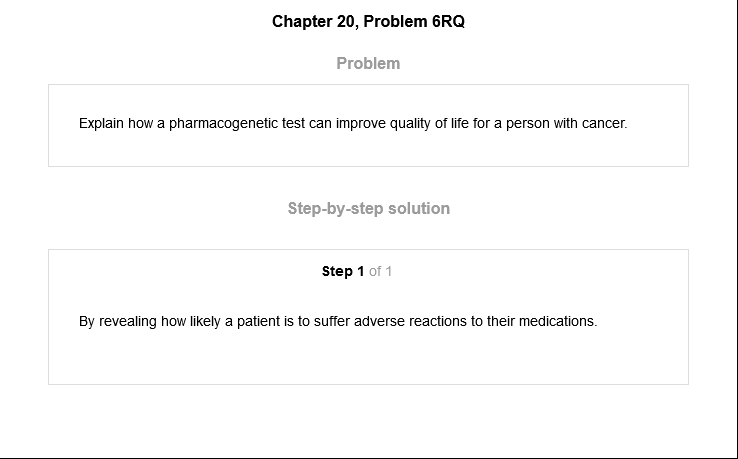 Chapter 20, Problem 6RQ
Problem
Explain how a pharmacogenetic test can improve quality of life for a person with cancer.
Step-by-step solution
Step 1 of 1
By revealing how likely a patient is to suffer adverse reactions to their medications.